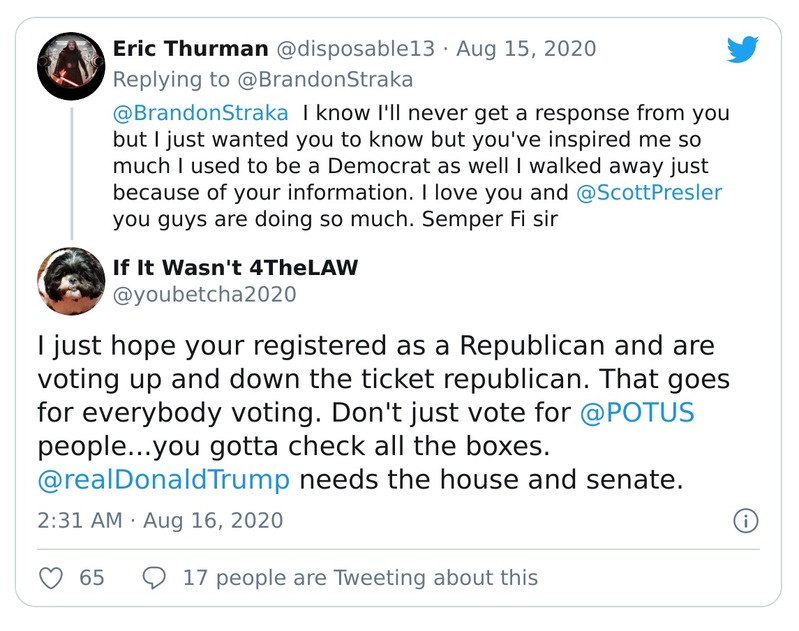 Eric Thurman @disposable13 · Aug 15, 2020
Replying to @BrandonStraka
@BrandonStraka I know I'll never get a response from you
but I just wanted you to know but you've inspired me so
much I used to be a Democrat as well I walked away just
because of your information. I love you and @ScottPresler
you guys are doing so much. Semper Fi sir
If It Wasn't 4TheLAW
@youbetcha2020
I just hope your registered as a Republican and are
voting up and down the ticket republican. That goes
for everybody voting. Don't just vote for @POTUS
people...you gotta check all the boxes.
@realDonaldTrump needs the house and senate.
2:31 AM · Aug 16, 2020
65 17 people are Tweeting about this